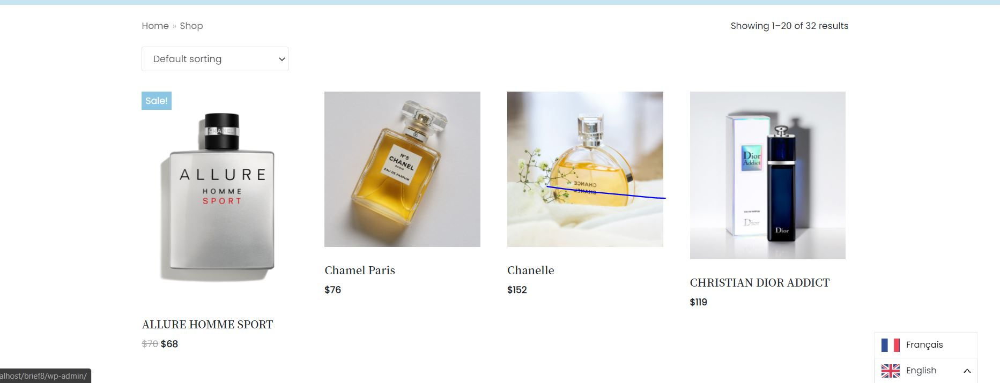 Home » Shop
Showing 1–20 of 32 results
Default sorting
Sale!
CHANEL
ALLURE
HOMME
SPORT
ALLURE HOMME SPORT
$70 $68
N°5
CHANEL
PARIS
EAU DE PARFUM
Chamel Paris
$76
CHANCE
CHANEL
Chanelle
$152
Dior
Addict
Dior
Dior
CHRISTIAN DIOR ADDICT
$119
Français
English
alhost/brief8/wp-admin/